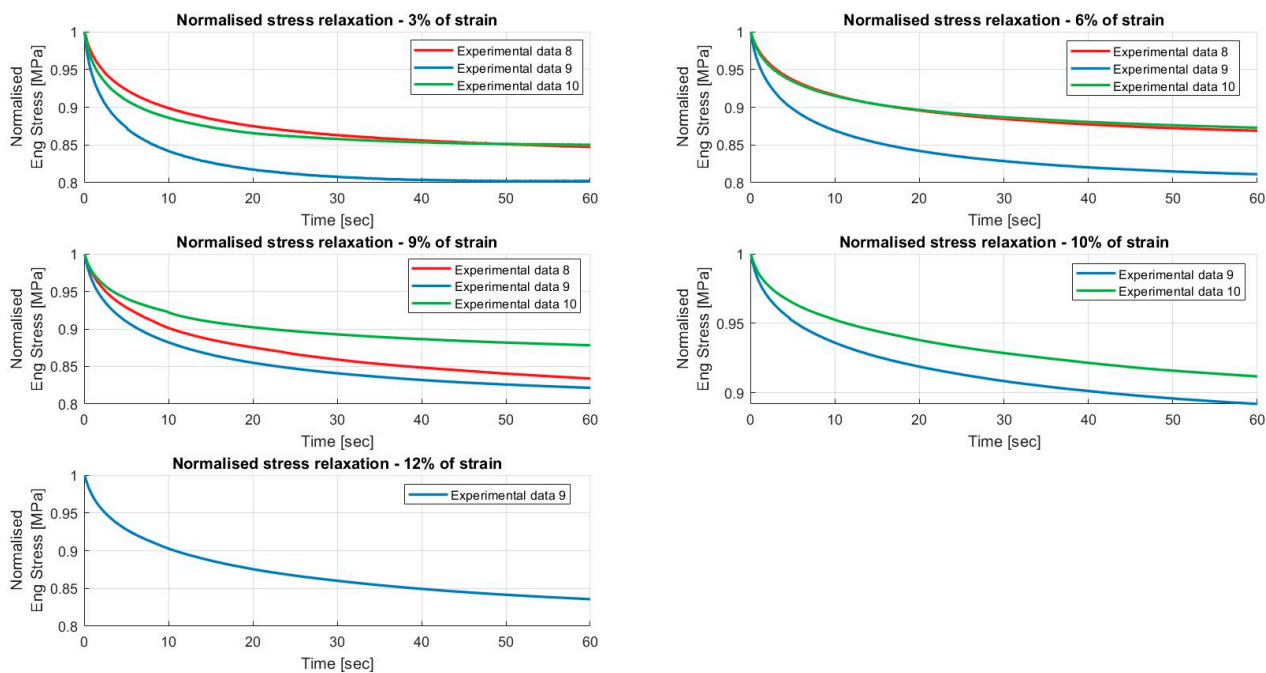 Normalised stress relaxation - 3% of strain
Normalised
Eng Stress [MPa]
1
0.95
0.9
0.85
0.8
Experimental data 8
Experimental data 9
Experimental data 10
0 10 20 30 40 50 60
Time [sec]
Normalised stress relaxation - 6% of strain
Normalised
Eng Stress [MPa]
1
0.95
0.9
0.85
0.8
Experimental data 8
Experimental data 9
Experimental data 10
0 10 20 30 40 50 60
Time [sec]
Normalised stress relaxation - 9% of strain
Normalised
Eng Stress [MPa]
1
0.95
0.9
0.85
0.8
Experimental data 8
Experimental data 9
Experimental data 10
0 10 20 30 40 50 60
Time [sec]
Normalised stress relaxation - 10% of strain
Normalised
Eng Stress [MPa]
1
0.95
0.9
Experimental data 9
Experimental data 10
0 10 20 30 40 50 60
Time [sec]
Normalised stress relaxation - 12% of strain
Normalised
Eng Stress [MPa]
1
0.95
0.9
0.85
0.8
Experimental data 9
0 10 20 30 40 50 60
Time [sec]